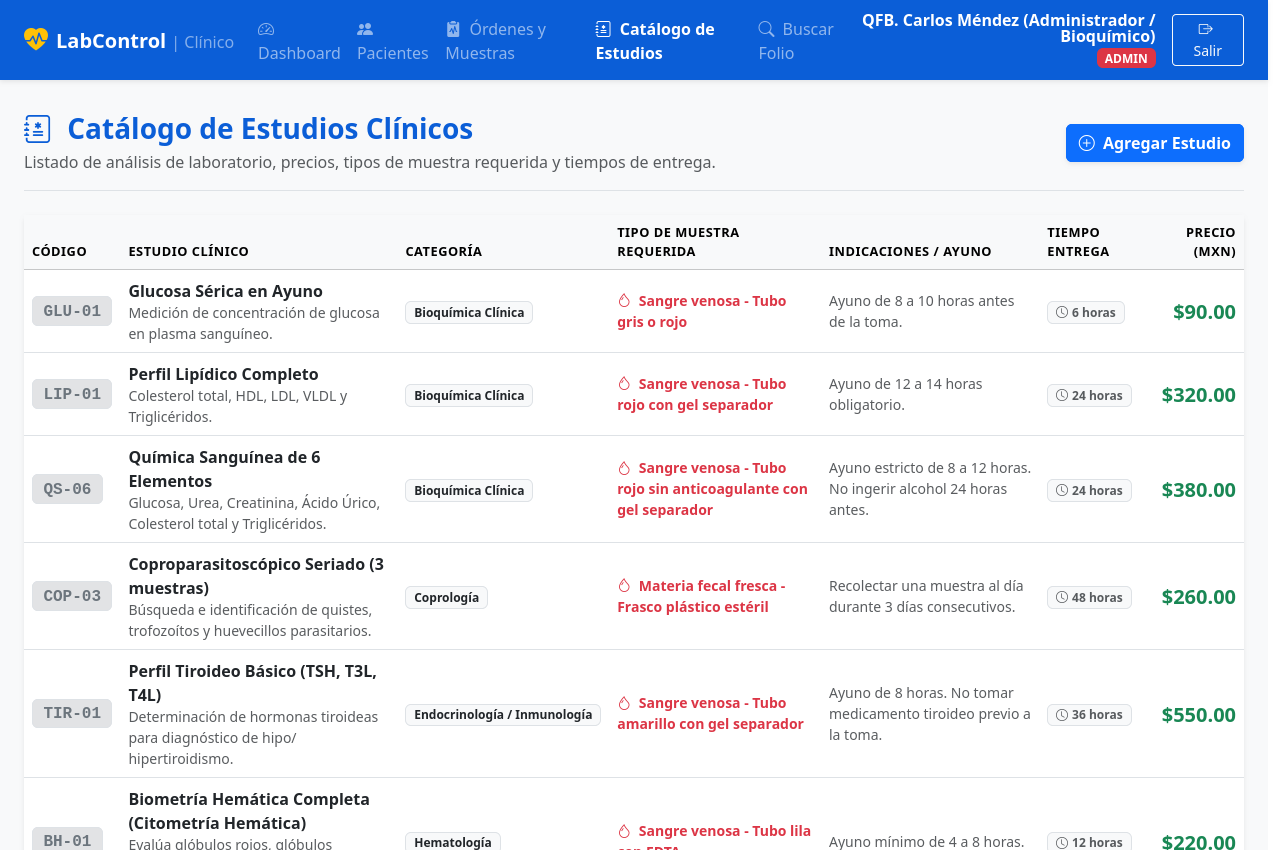 LabControl | Clínico
Dashboard
Pacientes
Órdenes y
Muestras
Catálogo de
Estudios
Buscar
Folio
QFB. Carlos Méndez (Administrador /
Bioquímico)
ADMIN
Salir
Catálogo de Estudios Clínicos
Listado de análisis de laboratorio, precios, tipos de muestra requerida y tiempos de entrega.
Agregar Estudio
CÓDIGO
ESTUDIO CLÍNICO
CATEGORÍA
TIPO DE MUESTRA
REQUERIDA
INDICACIONES / AYUNO
TIEMPO
ENTREGA
PRECIO
(MXN)
GLU-01
Glucosa Sérica en Ayuno
Medición de concentración de glucosa
en plasma sanguíneo.
Bioquímica Clínica
Sangre venosa - Tubo
gris o rojo
Ayuno de 8 a 10 horas antes
de la toma.
6 horas
$90.00
LIP-01
Perfil Lipídico Completo
Colesterol total, HDL, LDL, VLDL y
Triglicéridos.
Bioquímica Clínica
Sangre venosa - Tubo
rojo con gel separador
Ayuno de 12 a 14 horas
obligatorio.
24 horas
$320.00
QS-06
Química Sanguínea de 6
Elementos
Glucosa, Urea, Creatinina, Ácido Úrico,
Colesterol total y Triglicéridos.
Bioquímica Clínica
Sangre venosa - Tubo
rojo sin anticoagulante con
gel separador
Ayuno estricto de 8 a 12 horas.
No ingerir alcohol 24 horas
antes.
24 horas
$380.00
COP-03
Coproparasitoscópico Seriado (3
muestras)
Búsqueda e identificación de quistes,
trofozoítos y huevecillos parasitarios.
Coprología
Materia fecal fresca -
Frasco plástico estéril
Recolectar una muestra al día
durante 3 días consecutivos.
48 horas
$260.00
TIR-01
Perfil Tiroideo Básico (TSH, T3L,
T4L)
Determinación de hormonas tiroideas
para diagnóstico de hipo/
hipertiroidismo.
Endocrinología / Inmunología
Sangre venosa - Tubo
amarillo con gel separador
Ayuno de 8 horas. No tomar
medicamento tiroideo previo a
la toma.
36 horas
$550.00
BH-01
Biometría Hemática Completa
(Citometría Hemática)
Evalúa glóbulos rojos, glóbulos
Hematología
Sangre venosa - Tubo lila
con EDTA
Ayuno mínimo de 4 a 8 horas.
12 horas
$220.00